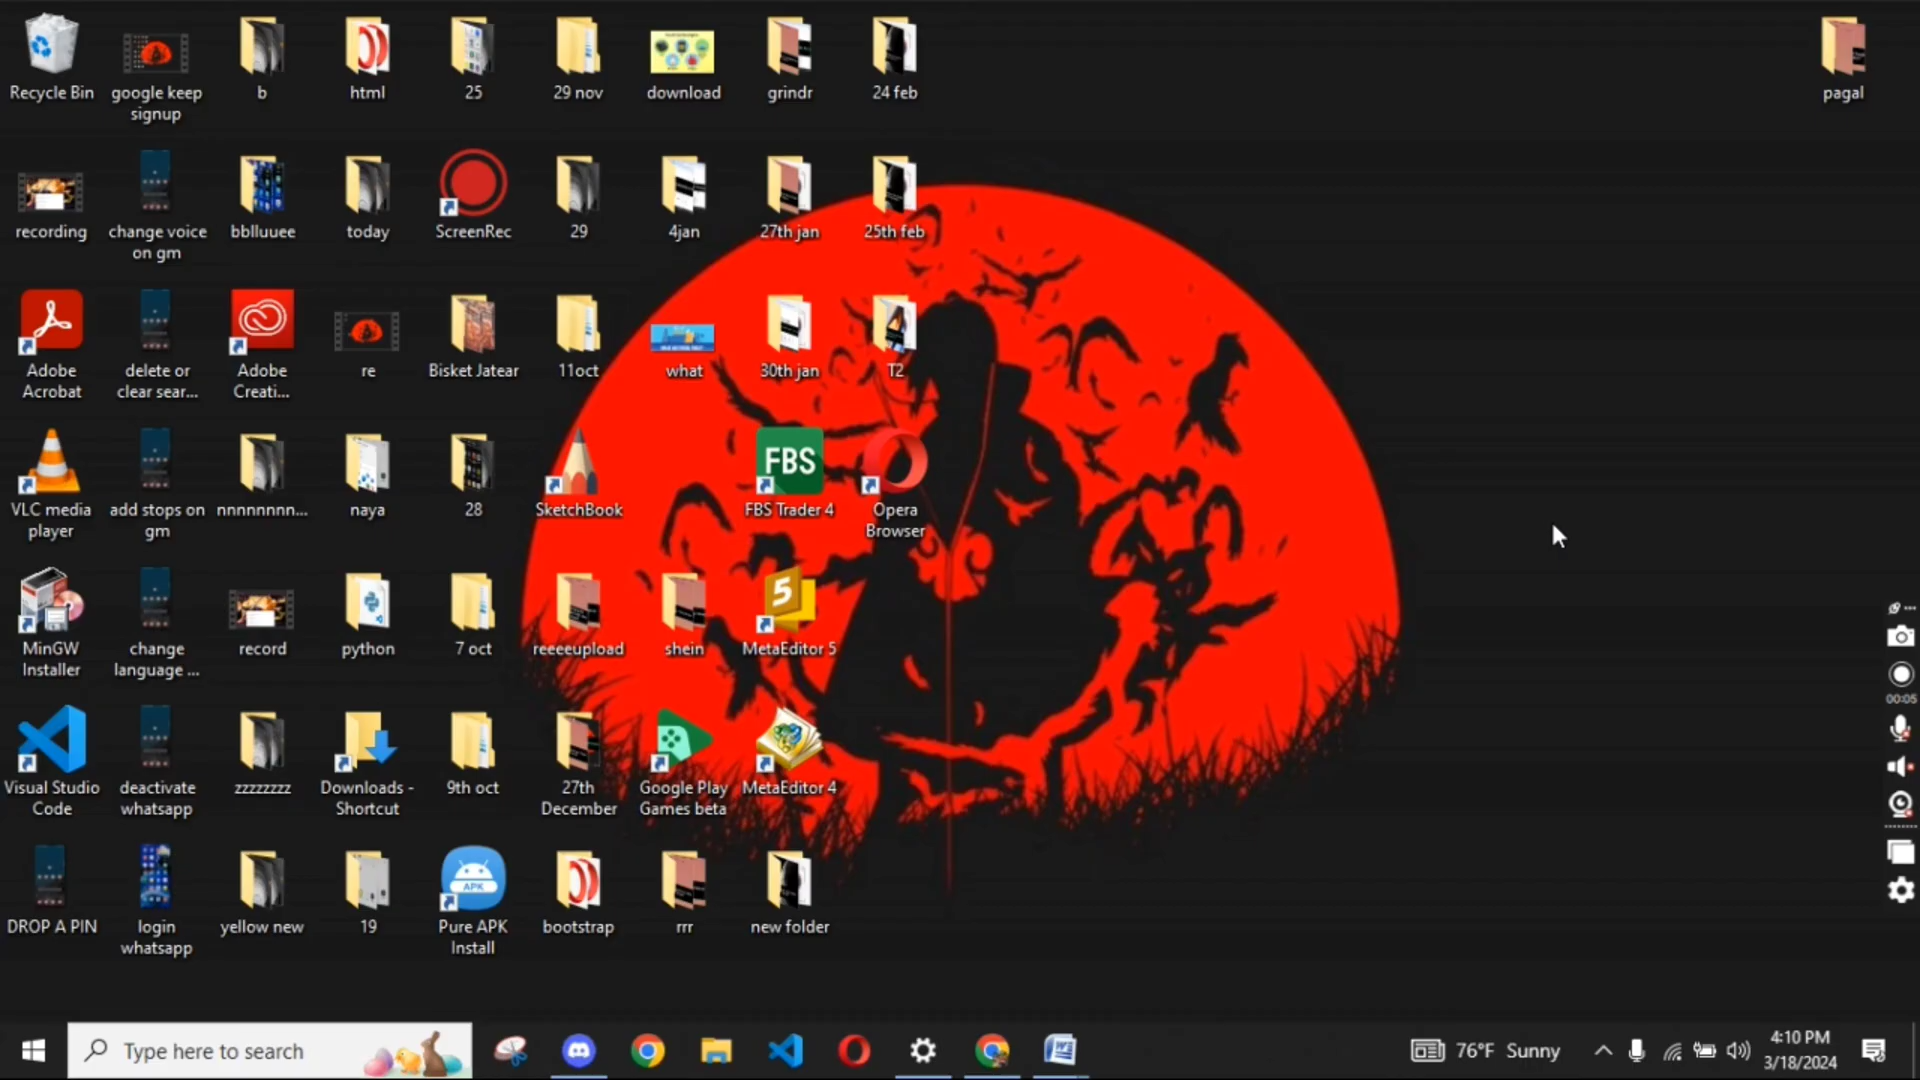 Recycle Bin
google keep
signup
b
html
25
29 nov
download
grindr
24 feb
pagal
recording
change voice
on gm
bblluuee
today
ScreenRec
29
4jan
27th jan
25th feb
Adobe
Acrobat
delete or
clear sear...
Adobe
Creati...
re
Bisket Jatear
11oct
what
30th jan
T2
VLC media
player
add stops on
gm
nnnnnnnn...
naya
28
SketchBook
FBS
FBS Trader 4
Opera
Browser
MinGW
Installer
change
language ...
record
python
7 oct
reeeeupload
shein
5
MetaEditor 5
00:05
Visual Studio
Code
deactivate
whatsapp
zzzzzzzz
Downloads -
Shortcut
9th oct
27th
December
Google Play
Games beta
MetaEditor 4
DROP A PIN
login
whatsapp
yellow new
19
APK
Pure APK
Install
bootstrap
rrr
new folder
Type here to search
76°F Sunny
4:10 PM
3/18/2024